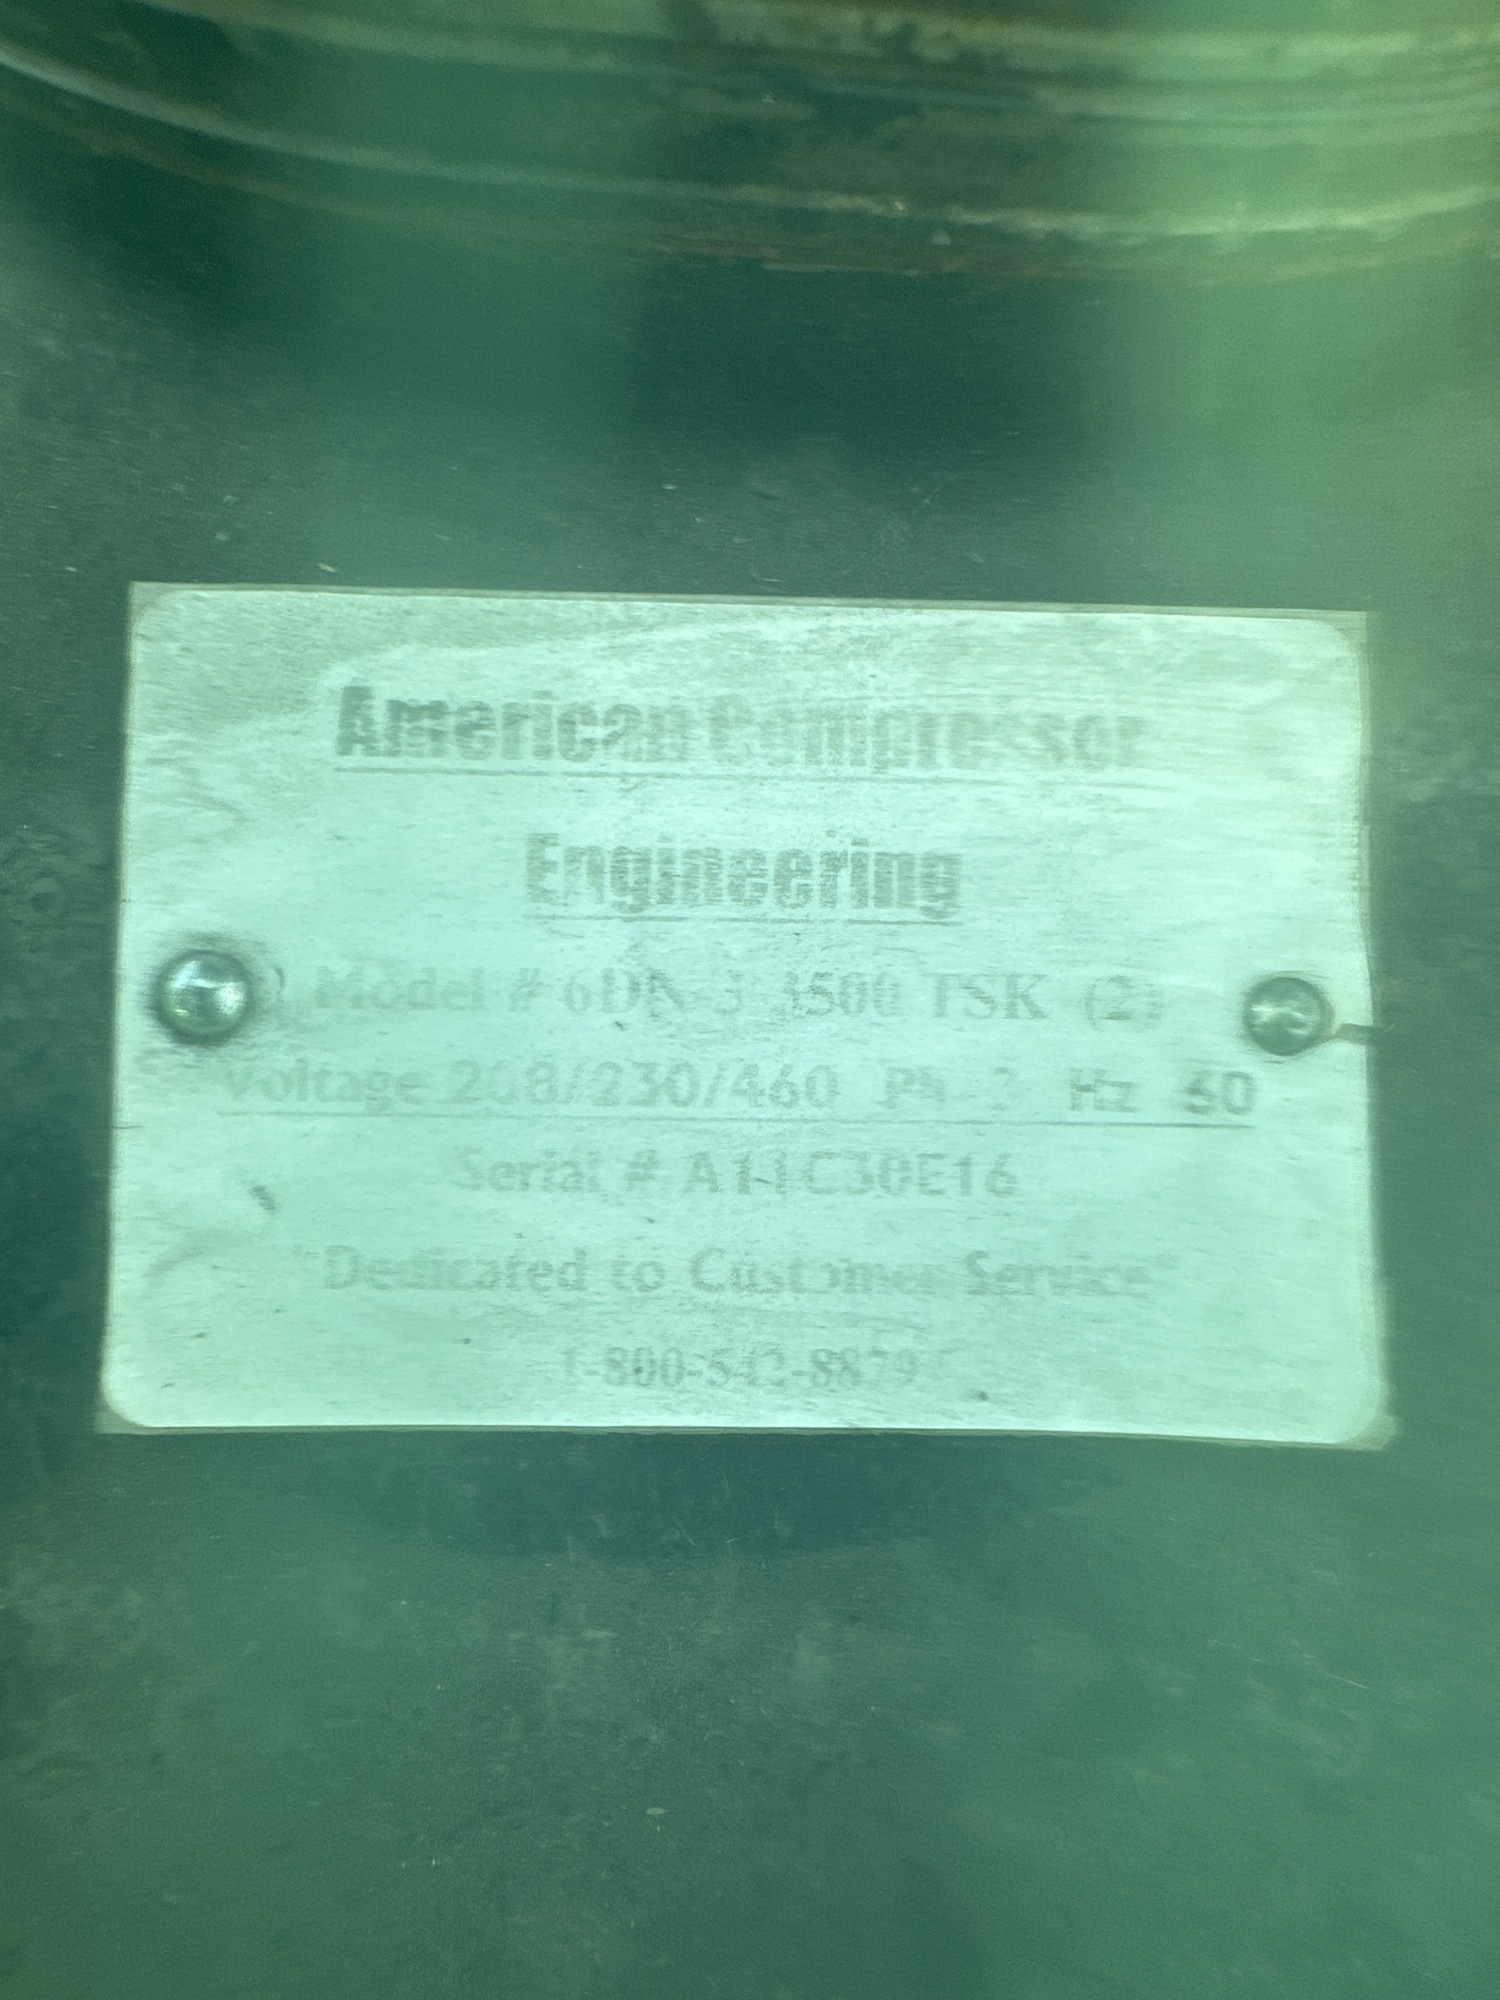 American Compressor
Engineering
Model # 6DN 3 3500 TSK (2)
Voltage 208/230/460 Ph 3 Hz 60
Serial # A11C30E16
"Dedicated to Customer Service"
1-800-542-8879